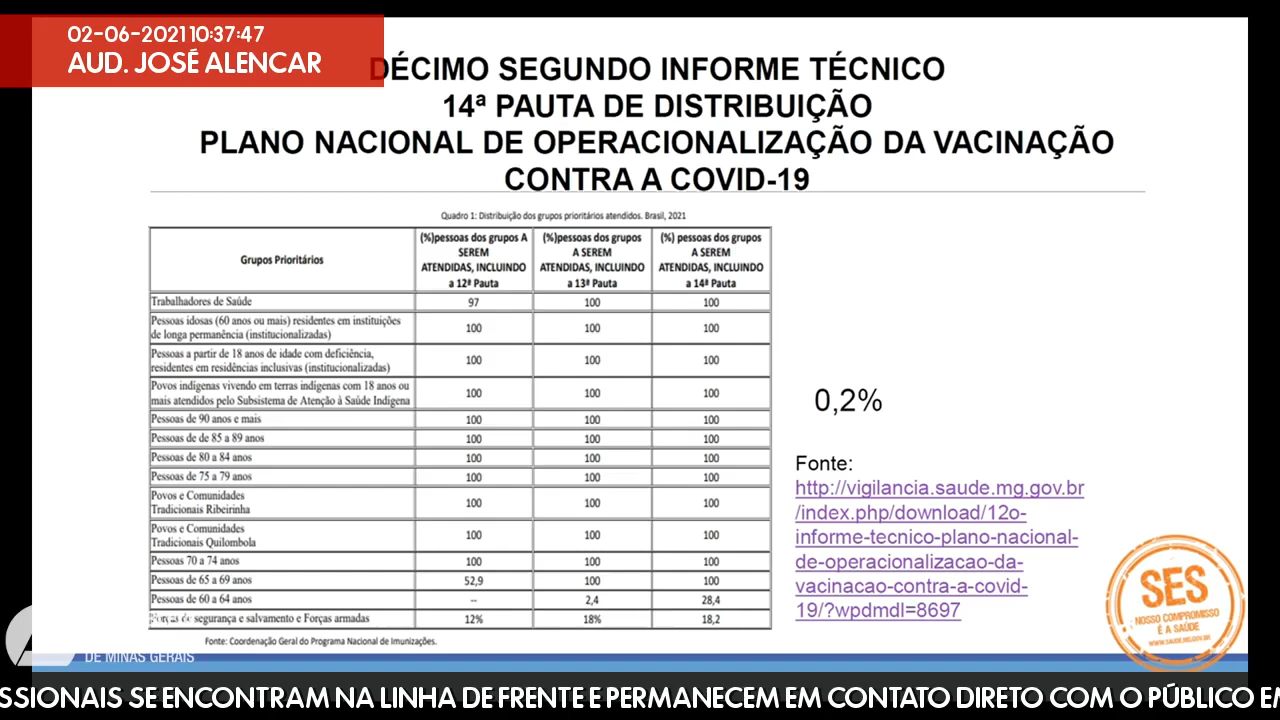 02-06-2021 10:37:47
AUD. JOSÉ ALENCAR
DÉCIMO SEGUNDO INFORME TÉCNICO
14ª PAUTA DE DISTRIBUIÇÃO
PLANO NACIONAL DE OPERACIONALIZAÇÃO DA VACINAÇÃO
CONTRA A COVID-19
Quadro 1: Distribuição dos grupos prioritários atendidos. Brasil, 2021
Grupos Prioritários
(%)pessoas dos grupos A
SEREM
ATENDIDAS, INCLUINDO
a 12ª Pauta
(%)pessoas dos grupos
A SEREM
ATENDIDAS, INCLUINDO
a 13ª Pauta
(%) pessoas dos grupos
A SEREM
ATENDIDAS, INCLUINDO
a 14ª Pauta
Trabalhadores de Saúde 97 100 100
Pessoas idosas (60 anos ou mais) residentes em instituições
de longa permanência (institucionalizadas) 100 100 100
Pessoas a partir de 18 anos de idade com deficiência,
residentes em residências inclusivas (institucionalizadas) 100 100 100
Povos indígenas vivendo em terras indígenas com 18 anos ou
mais atendidos pelo Subsistema de Atenção à Saúde Indígena 100 100 100
Pessoas de 90 anos e mais 100 100 100
Pessoas de de 85 a 89 anos 100 100 100
Pessoas de 80 a 84 anos 100 100 100
Pessoas de 75 a 79 anos 100 100 100
Povos e Comunidades
Tradicionais Ribeirinha 100 100 100
Povos e Comunidades
Tradicionais Quilombola 100 100 100
Pessoas 70 a 74 anos 100 100 100
Pessoas de 65 a 69 anos 52,9 100 100
Pessoas de 60 a 64 anos -- 2,4 28,4
Forças de segurança e salvamento e Forças armadas 12% 18% 18,2
Fonte: Coordenação Geral do Programa Nacional de Imunizações.
0,2%
Fonte:
http://vigilancia.saude.mg.gov.br
/index.php/download/12o-
informe-tecnico-plano-nacional-
de-operacionalizacao-da-
vacinacao-contra-a-covid-
19/?wpdmdl=8697
SES
NOSSO COMPROMISSO
É A SAÚDE
WWW.SAUDE.MG.GOV.BR
DE MINAS GERAIS
SSIONAIS SE ENCONTRAM NA LINHA DE FRENTE E PERMANECEM EM CONTATO DIRETO COM O PÚBLICO EM